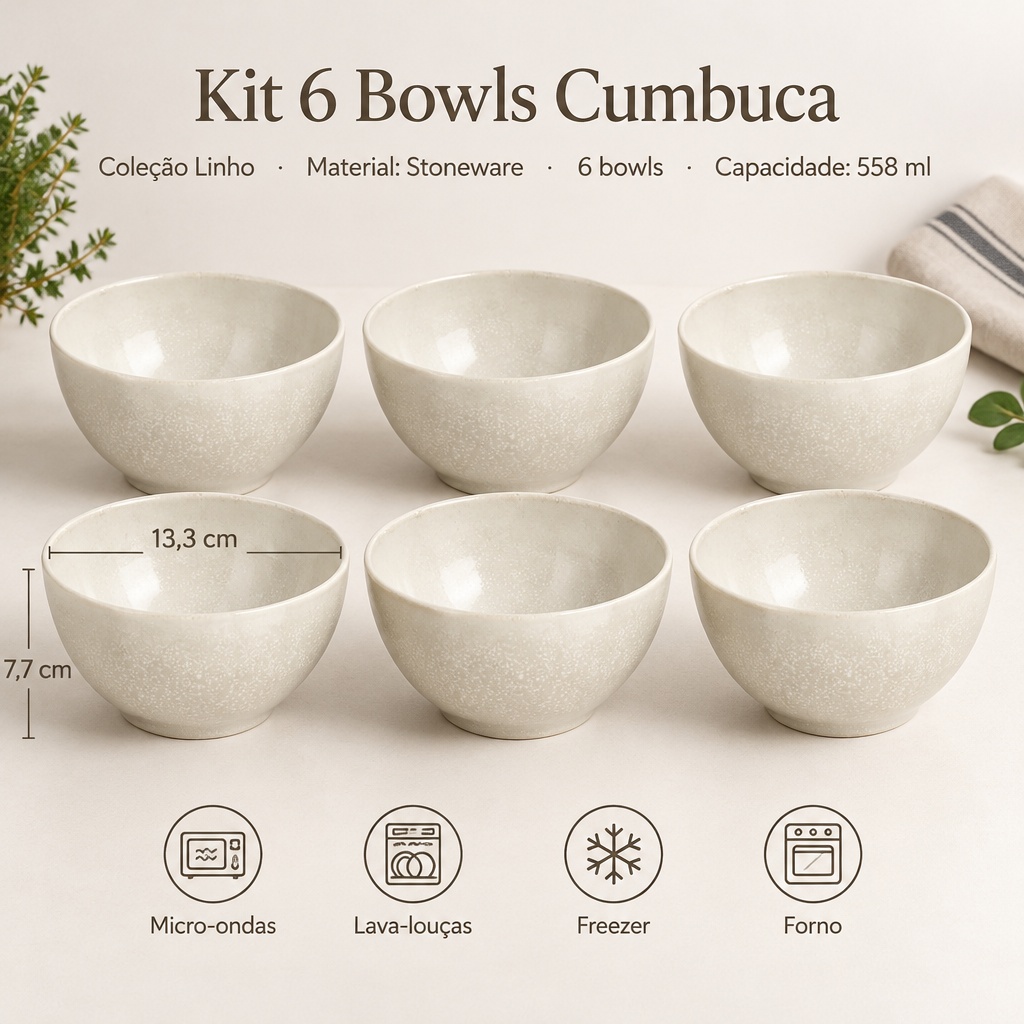 Kit 6 Bowls Cumbuca
Coleção Linho · Material: Stoneware · 6 bowls · Capacidade: 558 ml
13,3 cm
7,7 cm
Micro-ondas
Lava-louças
Freezer
Forno